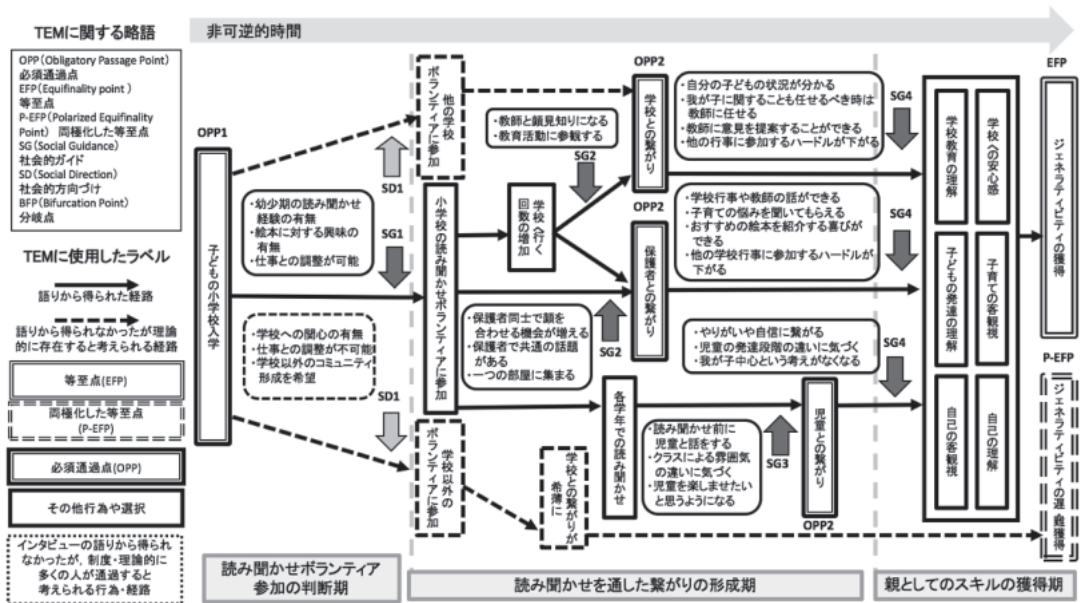 TEMに関する略語
OPP(Obligatory Passage Point)
必須通過点
EFP(Equifinality point )
等至点
P-EFP(Polarized Equifinality
Point) 両極化した等至点
SG(Social Guidance)
社会的ガイド
SD(Social Direction)
社会的方向づけ
BFP(Bifurcation Point)
分岐点
TEMに使用したラベル
語りから得られた経路
語りから得られなかったが理論
的に存在すると考えられる経路
等至点(EFP)
両極化した等至点
(P-EFP)
必須通過点(OPP)
その他行為や選択
インタビューの語りから得られ
なかったが、制度・理論的に
多くの人が通過すると
考えられる行為・経路
非可逆的時間
OPP1
子どもの小学校入学
・幼少期の読み聞かせ
経験の有無
・絵本に対する興味の
有無
・仕事との調整が可能
SG1
SD1
・学校への関心の有無
・仕事との調整が不可能
・学校以外のコミュニティ
形成を希望
SD1
他の学校
ボランティアに参加
小学校の読み聞かせボランティアに参加
学校以外の
ボランティアに参加
・教師と顔見知りになる
・教育活動に参観する
SG2
学校へ行く
回数の増加
・保護者同士で顔を
合わせる機会が増える
・保護者で共通の話題
がある
・一つの部屋に集まる
SG2
各学年での読み聞かせ
学校との繋がりが
希薄に
・読み聞かせ前に
児童と話をする
・クラスによる雰囲気
の違いに気づく
・児童を楽しませたい
と思うようになる
SG3
OPP2
学校との繋がり
OPP2
保護者との繋がり
児童との繋がり
OPP2
・自分の子どもの状況が分かる
・我が子に関することも任せるべき時は
教師に任せる
・教師に意見を提案することができる
・他の行事に参加するハードルが下がる
SG4
・学校行事や教師の話ができる
・子育ての悩みを聞いてもらえる
・おすすめの絵本を紹介する喜びが
できる
・他の学校行事に参加するハードルが
下がる
SG4
・やりがいや自信に繋がる
・児童の発達段階の違いに気づく
・我が子中心という考えがなくなる
SG4
学校教育の理解
学校への安心感
子どもの発達の理解
子育ての客観視
自己の客観視
自己の理解
EFP
ジェネラティビティの獲得
P-EFP
ジェネラティビティの遅/難獲得
読み聞かせボランティア
参加の判断期
読み聞かせを通した繋がりの形成期
親としてのスキルの獲得期